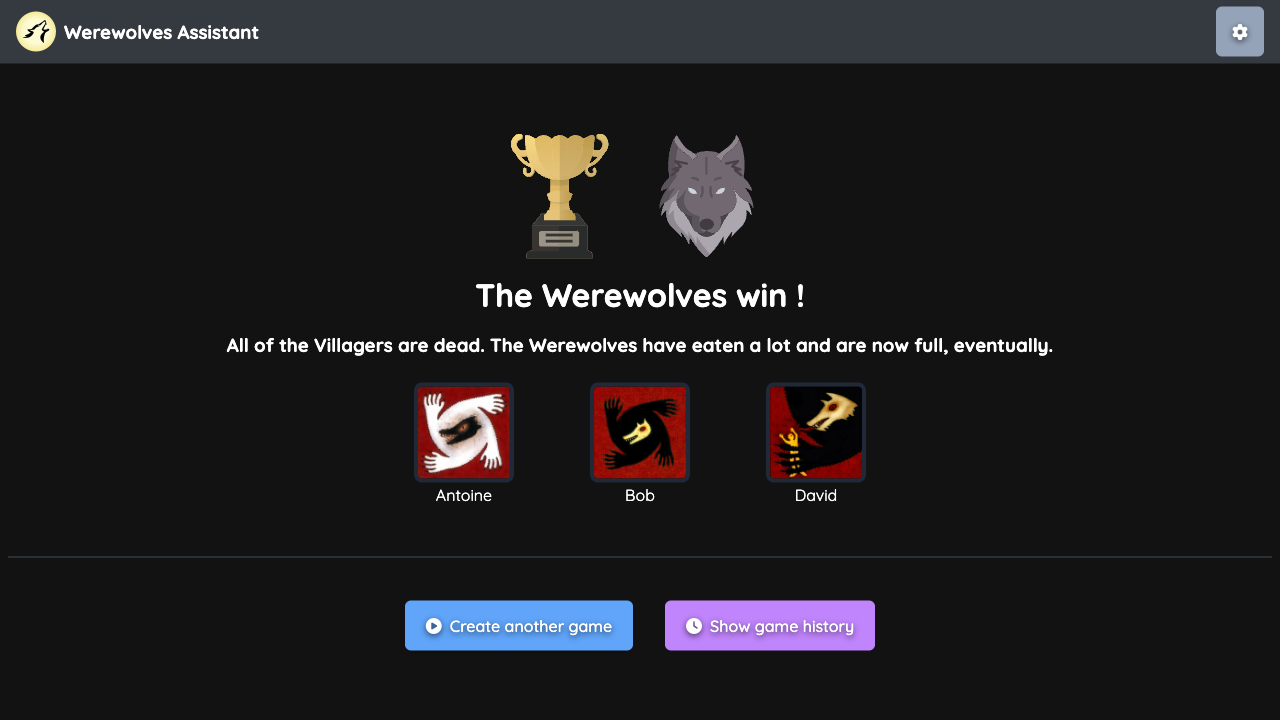 Werewolves Assistant
The Werewolves win !
All of the Villagers are dead. The Werewolves have eaten a lot and are now full, eventually.
Antoine
Bob
David
Create another game
Show game history